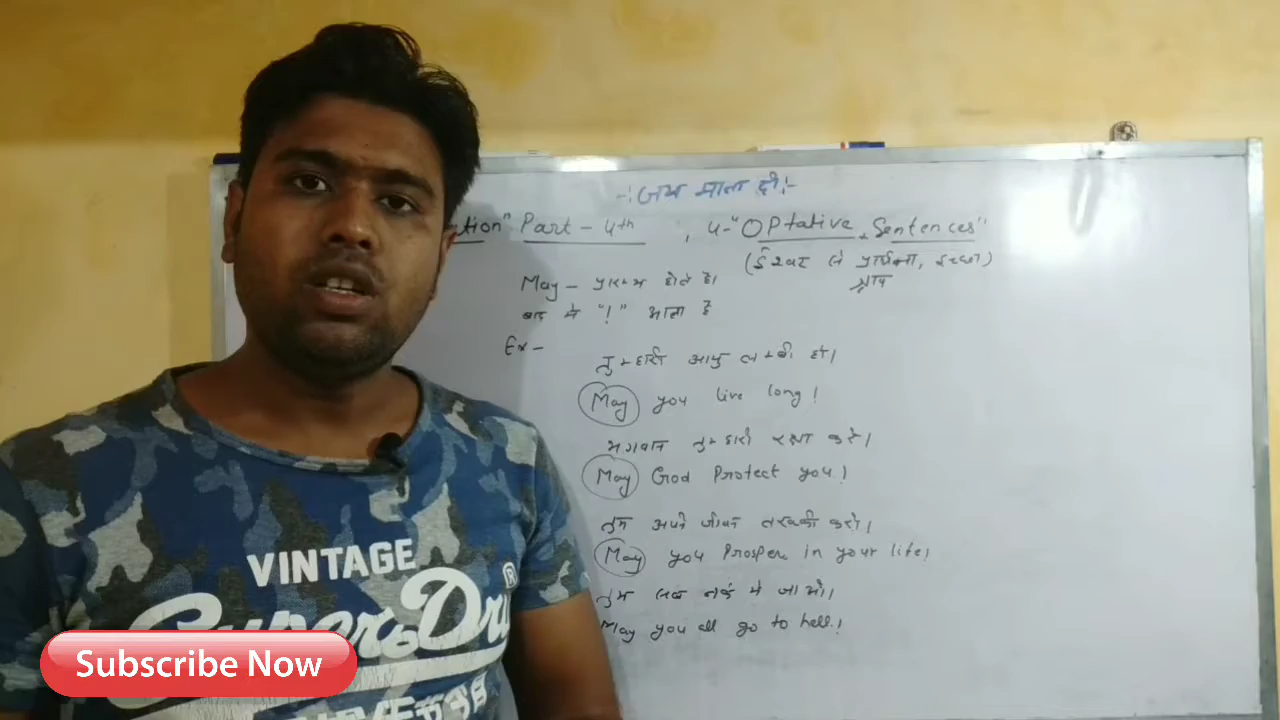 -: जय माता दी :-
tion" Part - 4th , 4-"OPtative Sentences"
(ईश्वर से प्रार्थना, इच्छा)
श्राप
May - प्रारम्भ होते है।
बाद मे "!" आता है
Ex -
तुम्हारी आयु लम्बी हो।
May you live long!
भगवान तुम्हारी रक्षा करे।
May God Protect you!
तुम अपने जीवन तरक्की करो।
May you Prosper in your life!
तुम सब नर्क मे जाओ।
May you all go to hell!
VINTAGE
Superdry
®
Subscribe Now